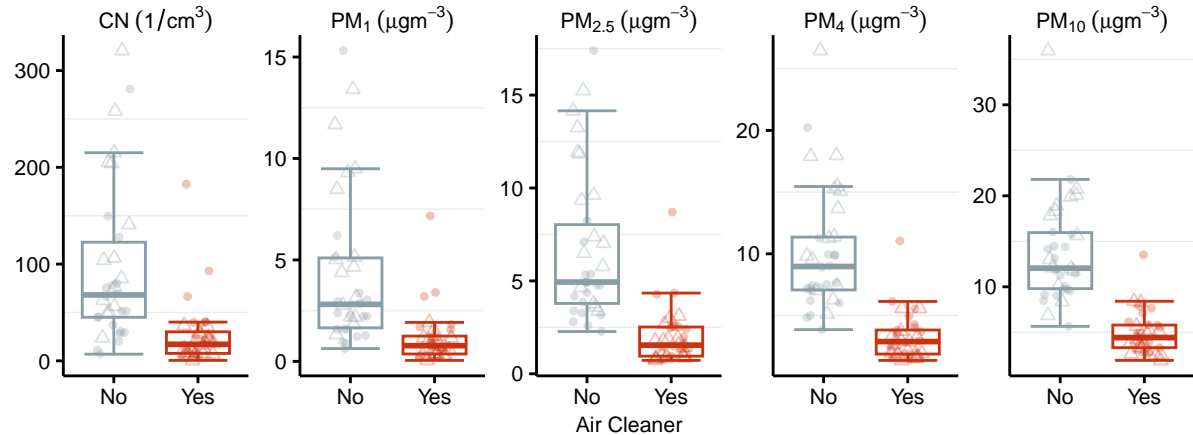 CN (1/cm³)
300
200
100
0
No Yes
PM₁ (μgm⁻³)
15
10
5
0
No Yes
PM₂.₅ (μgm⁻³)
15
10
5
0
No Yes
PM₄ (μgm⁻³)
20
10
No Yes
PM₁₀ (μgm⁻³)
30
20
10
No Yes
Air Cleaner